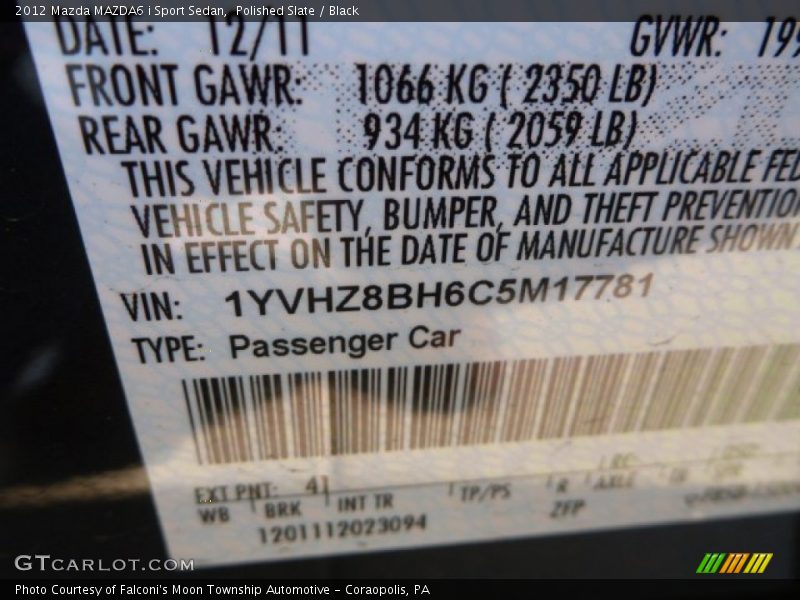 2012 Mazda MAZDA6 i Sport Sedan,  Polished Slate / Black
DATE: 12/11 GVWR: 199
FRONT GAWR: 1066 KG ( 2350 LB)
REAR GAWR: 934 KG ( 2059 LB)
THIS VEHICLE CONFORMS TO ALL APPLICABLE FED
VEHICLE SAFETY, BUMPER, AND THEFT PREVENTION
IN EFFECT ON THE DATE OF MANUFACTURE SHOWN
VIN: 1YVHZ8BH6C5M17781
TYPE: Passenger Car
EXT PNT: 41
WB BRK INT TR TP/PS R AXLE
ZFP
1201112023094
GTCARLOT.COM
Photo Courtesy of Falconi's Moon Township Automotive – Coraopolis, PA